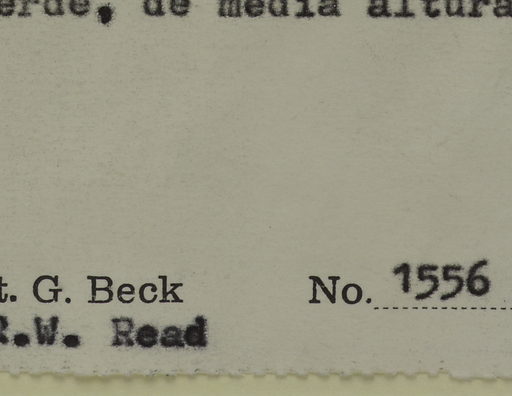 erde, de media altura
t. G. Beck No. 1556
R.W. Read